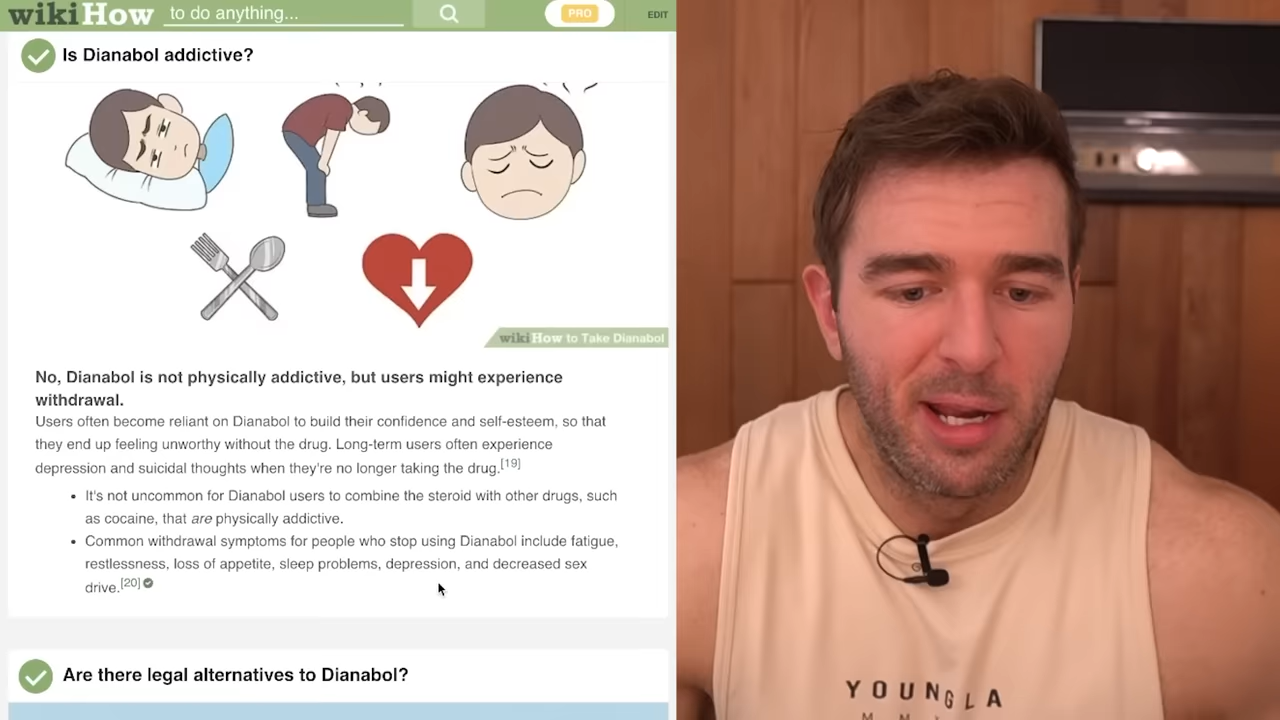 wikiHow to do anything...
PRO
EDIT
Is Dianabol addictive?
wikiHow to Take Dianabol
No, Dianabol is not physically addictive, but users might experience
withdrawal.
Users often become reliant on Dianabol to build their confidence and self-esteem, so that
they end up feeling unworthy without the drug. Long-term users often experience
depression and suicidal thoughts when they're no longer taking the drug.[19]
• It's not uncommon for Dianabol users to combine the steroid with other drugs, such
as cocaine, that are physically addictive.
• Common withdrawal symptoms for people who stop using Dianabol include fatigue,
restlessness, loss of appetite, sleep problems, depression, and decreased sex
drive.[20]
Are there legal alternatives to Dianabol?
YOUNGLA